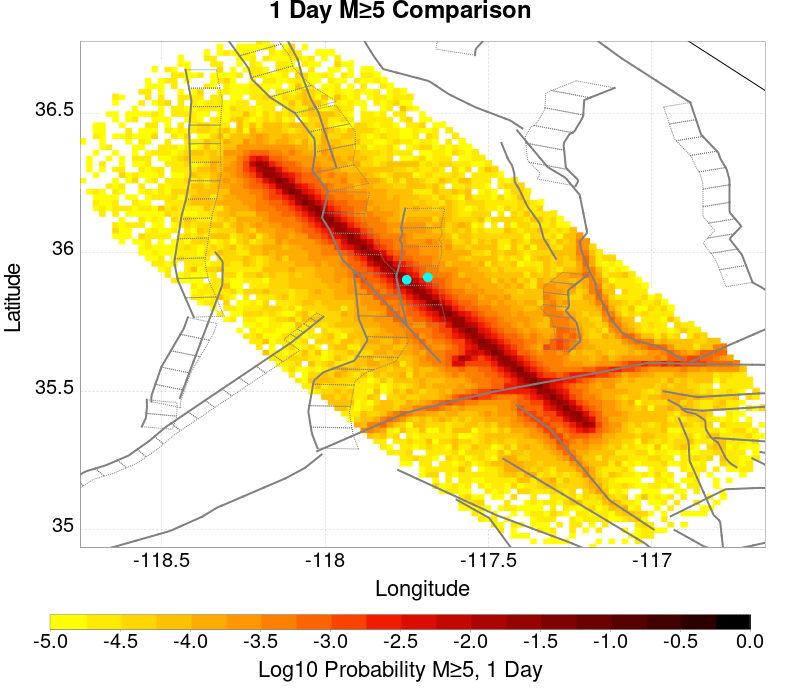 1 Day M≥5 Comparison
36.5
36
35.5
35
Latitude
-118.5 -118 -117.5 -117
Longitude
-5.0 -4.5 -4.0 -3.5 -3.0 -2.5 -2.0 -1.5 -1.0 -0.5 0.0
Log10 Probability M≥5, 1 Day